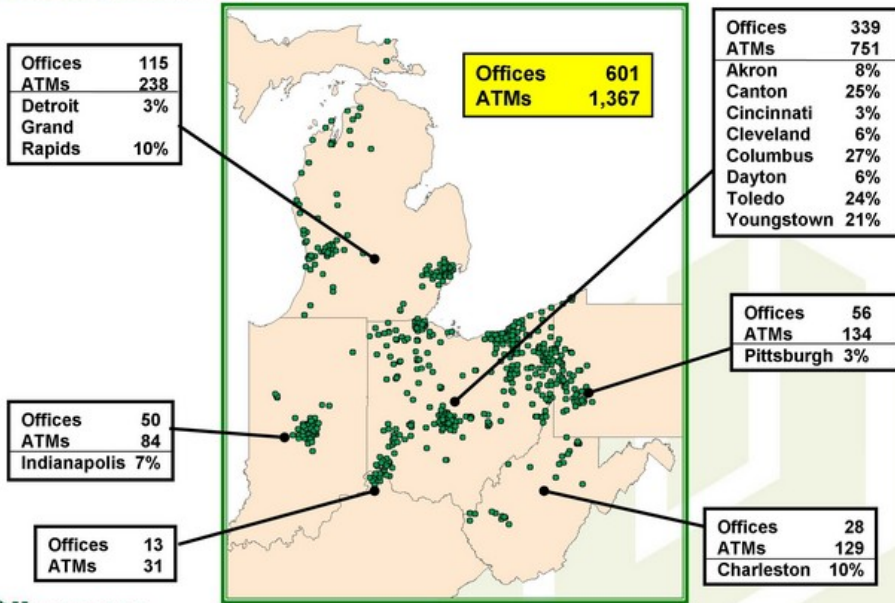 Offices 115
ATMs 238
Detroit 3%
Grand
Rapids 10%
Offices 601
ATMs 1,367
Offices 339
ATMs 751
Akron 8%
Canton 25%
Cincinnati 3%
Cleveland 6%
Columbus 27%
Dayton 6%
Toledo 24%
Youngstown 21%
Offices 56
ATMs 134
Pittsburgh 3%
Offices 50
ATMs 84
Indianapolis 7%
Offices 13
ATMs 31
Offices 28
ATMs 129
Charleston 10%